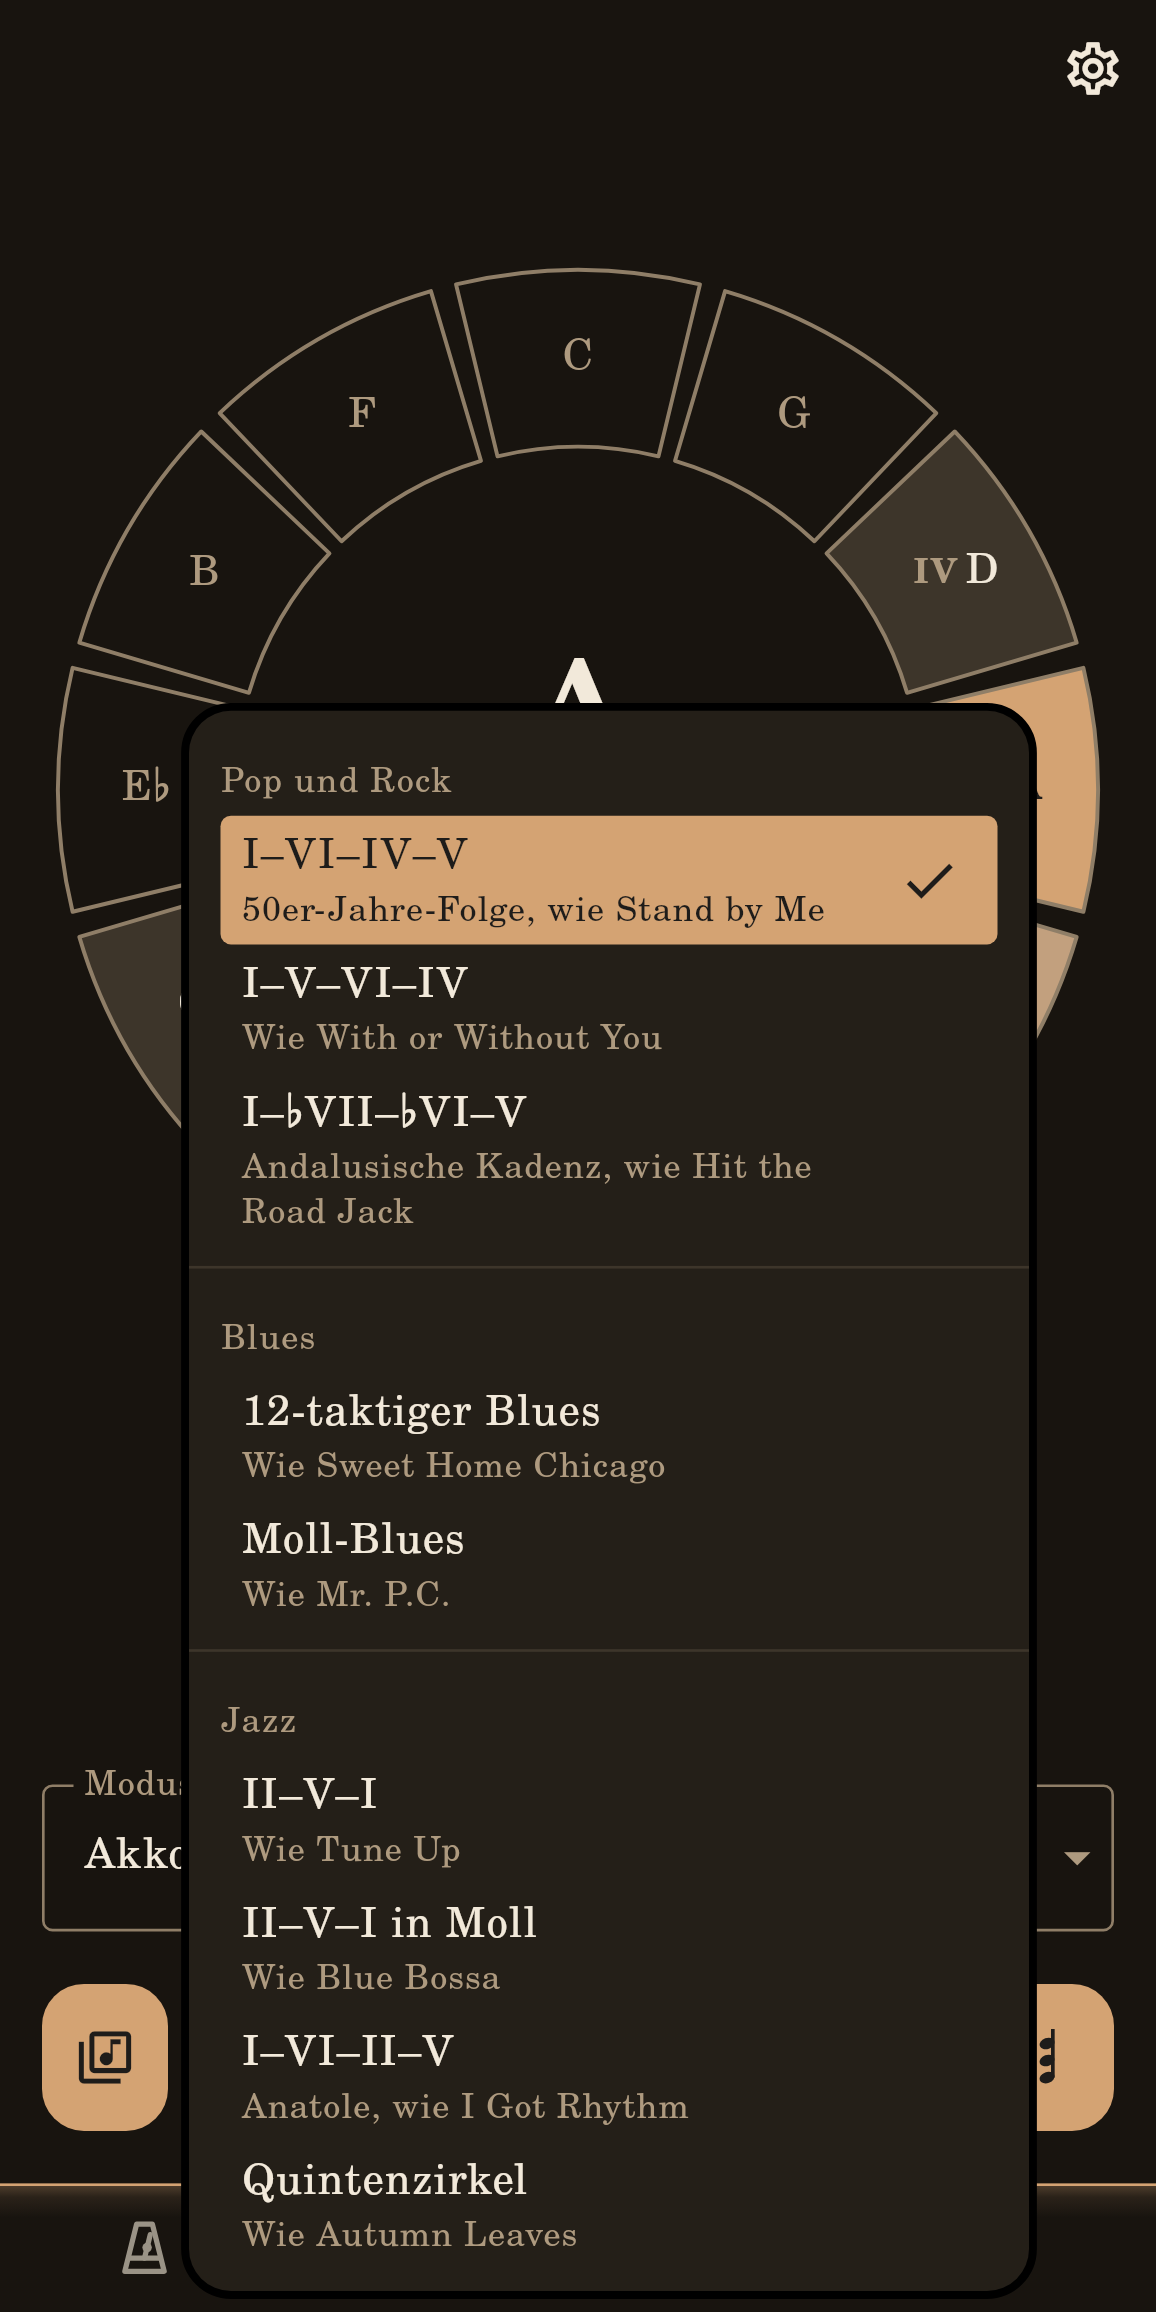 C
F
G
B
IV D
A
E♭
Pop und Rock
I–VI–IV–V
50er-Jahre-Folge, wie Stand by Me
I–V–VI–IV
Wie With or Without You
I–♭VII–♭VI–V
Andalusische Kadenz, wie Hit the
Road Jack
Blues
12-taktiger Blues
Wie Sweet Home Chicago
Moll-Blues
Wie Mr. P.C.
Jazz
II–V–I
Wie Tune Up
II–V–I in Moll
Wie Blue Bossa
I–VI–II–V
Anatole, wie I Got Rhythm
Quintenzirkel
Wie Autumn Leaves